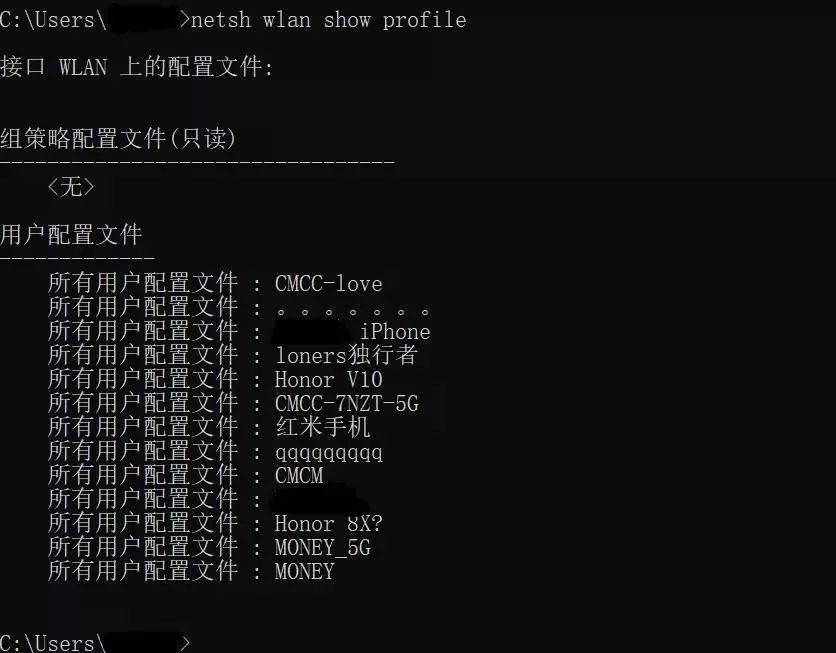 C:\Users\ >netsh wlan show profile
接口 WLAN 上的配置文件:
组策略配置文件(只读)
---------------------------------
<无>
用户配置文件
-------------
所有用户配置文件 : CMCC-love
所有用户配置文件 : 。。。。。。。
所有用户配置文件 : iPhone
所有用户配置文件 : loners独行者
所有用户配置文件 : Honor V10
所有用户配置文件 : CMCC-7NZT-5G
所有用户配置文件 : 红米手机
所有用户配置文件 : qqqqqqqqq
所有用户配置文件 : CMCM
所有用户配置文件 :
所有用户配置文件 : Honor 8X?
所有用户配置文件 : MONEY_5G
所有用户配置文件 : MONEY
C:\Users\ >